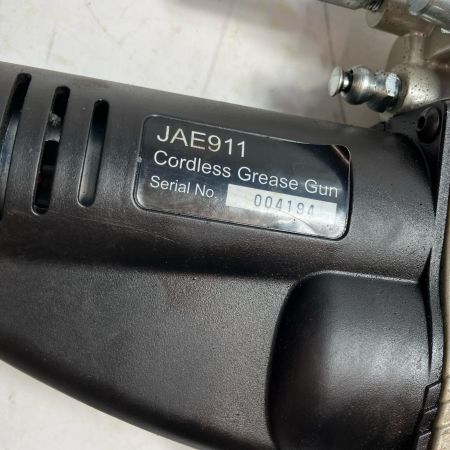 JAE911
Cordless Grease Gun
Serial No. 004194